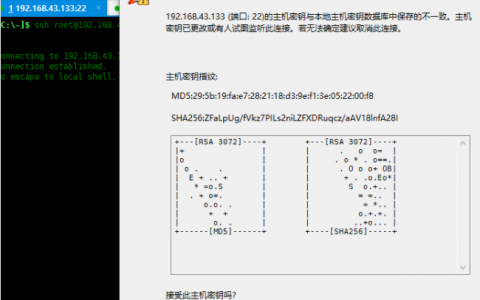 1 192.168.43.133:22
C:\~]$ ssh root@192.168.4
onnecting to 192.168.43.1
onnection established.
o escape to local shell,
192.168.43.133 (端口: 22)的主机密钥与本地主机密钥数据库中保存的不一致。主机
密钥已更改或有人试图监听此连接。若无法确定建议取消此连接。
主机密钥指纹:
MD5:29:5b:19:fa:e7:28:21:18:d3:9e:f1:3e:05:22:00:f8
SHA256:ZFaLpUg/fVkz7PILs2niLZFXDRuqcz/aAV18InfA28I
+---[RSA 3072]----+ +---[RSA 3072]----+
|+ | | . o o= |
|o | | . o * . o==.|
| o . . | | . O o o+ OB|
| E + .. + | | + . .o.Eo*|
| * =o.S | | S o.+.. |
| . + o=. | | = =.. |
| o.o. . | | = *.. |
| + + | | o.+.+. |
| o. . | | ..+o... |
+------[MD5]------+ +----[SHA256]-----+
接受此主机密钥吗?